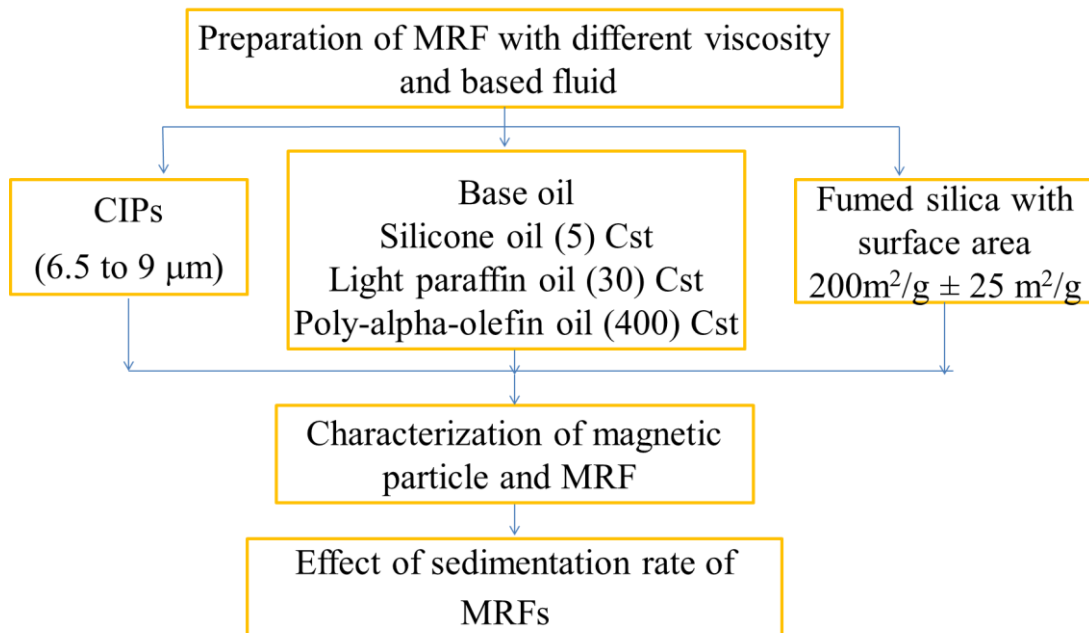 Preparation of MRF with different viscosity
and based fluid
CIPs
(6.5 to 9 μm)
Base oil
Silicone oil (5) Cst
Light paraffin oil (30) Cst
Poly-alpha-olefin oil (400) Cst
Fumed silica with
surface area
200m²/g ± 25 m²/g
Characterization of magnetic
particle and MRF
Effect of sedimentation rate of
MRFs